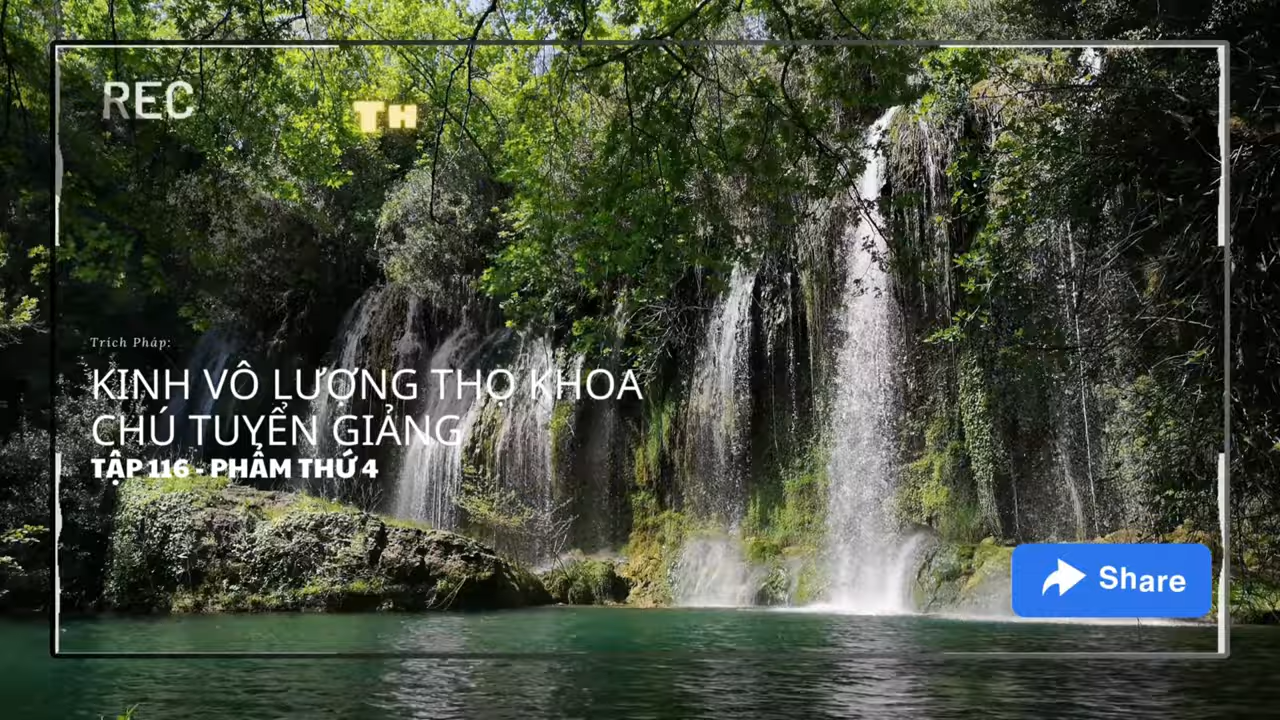 REC
Th
Trích Pháp:
KINH VÔ LƯỢNG THỌ KHOA
CHÚ TUYỂN GIẢNG
TẬP 116 - PHẨM THỨ 4
Share